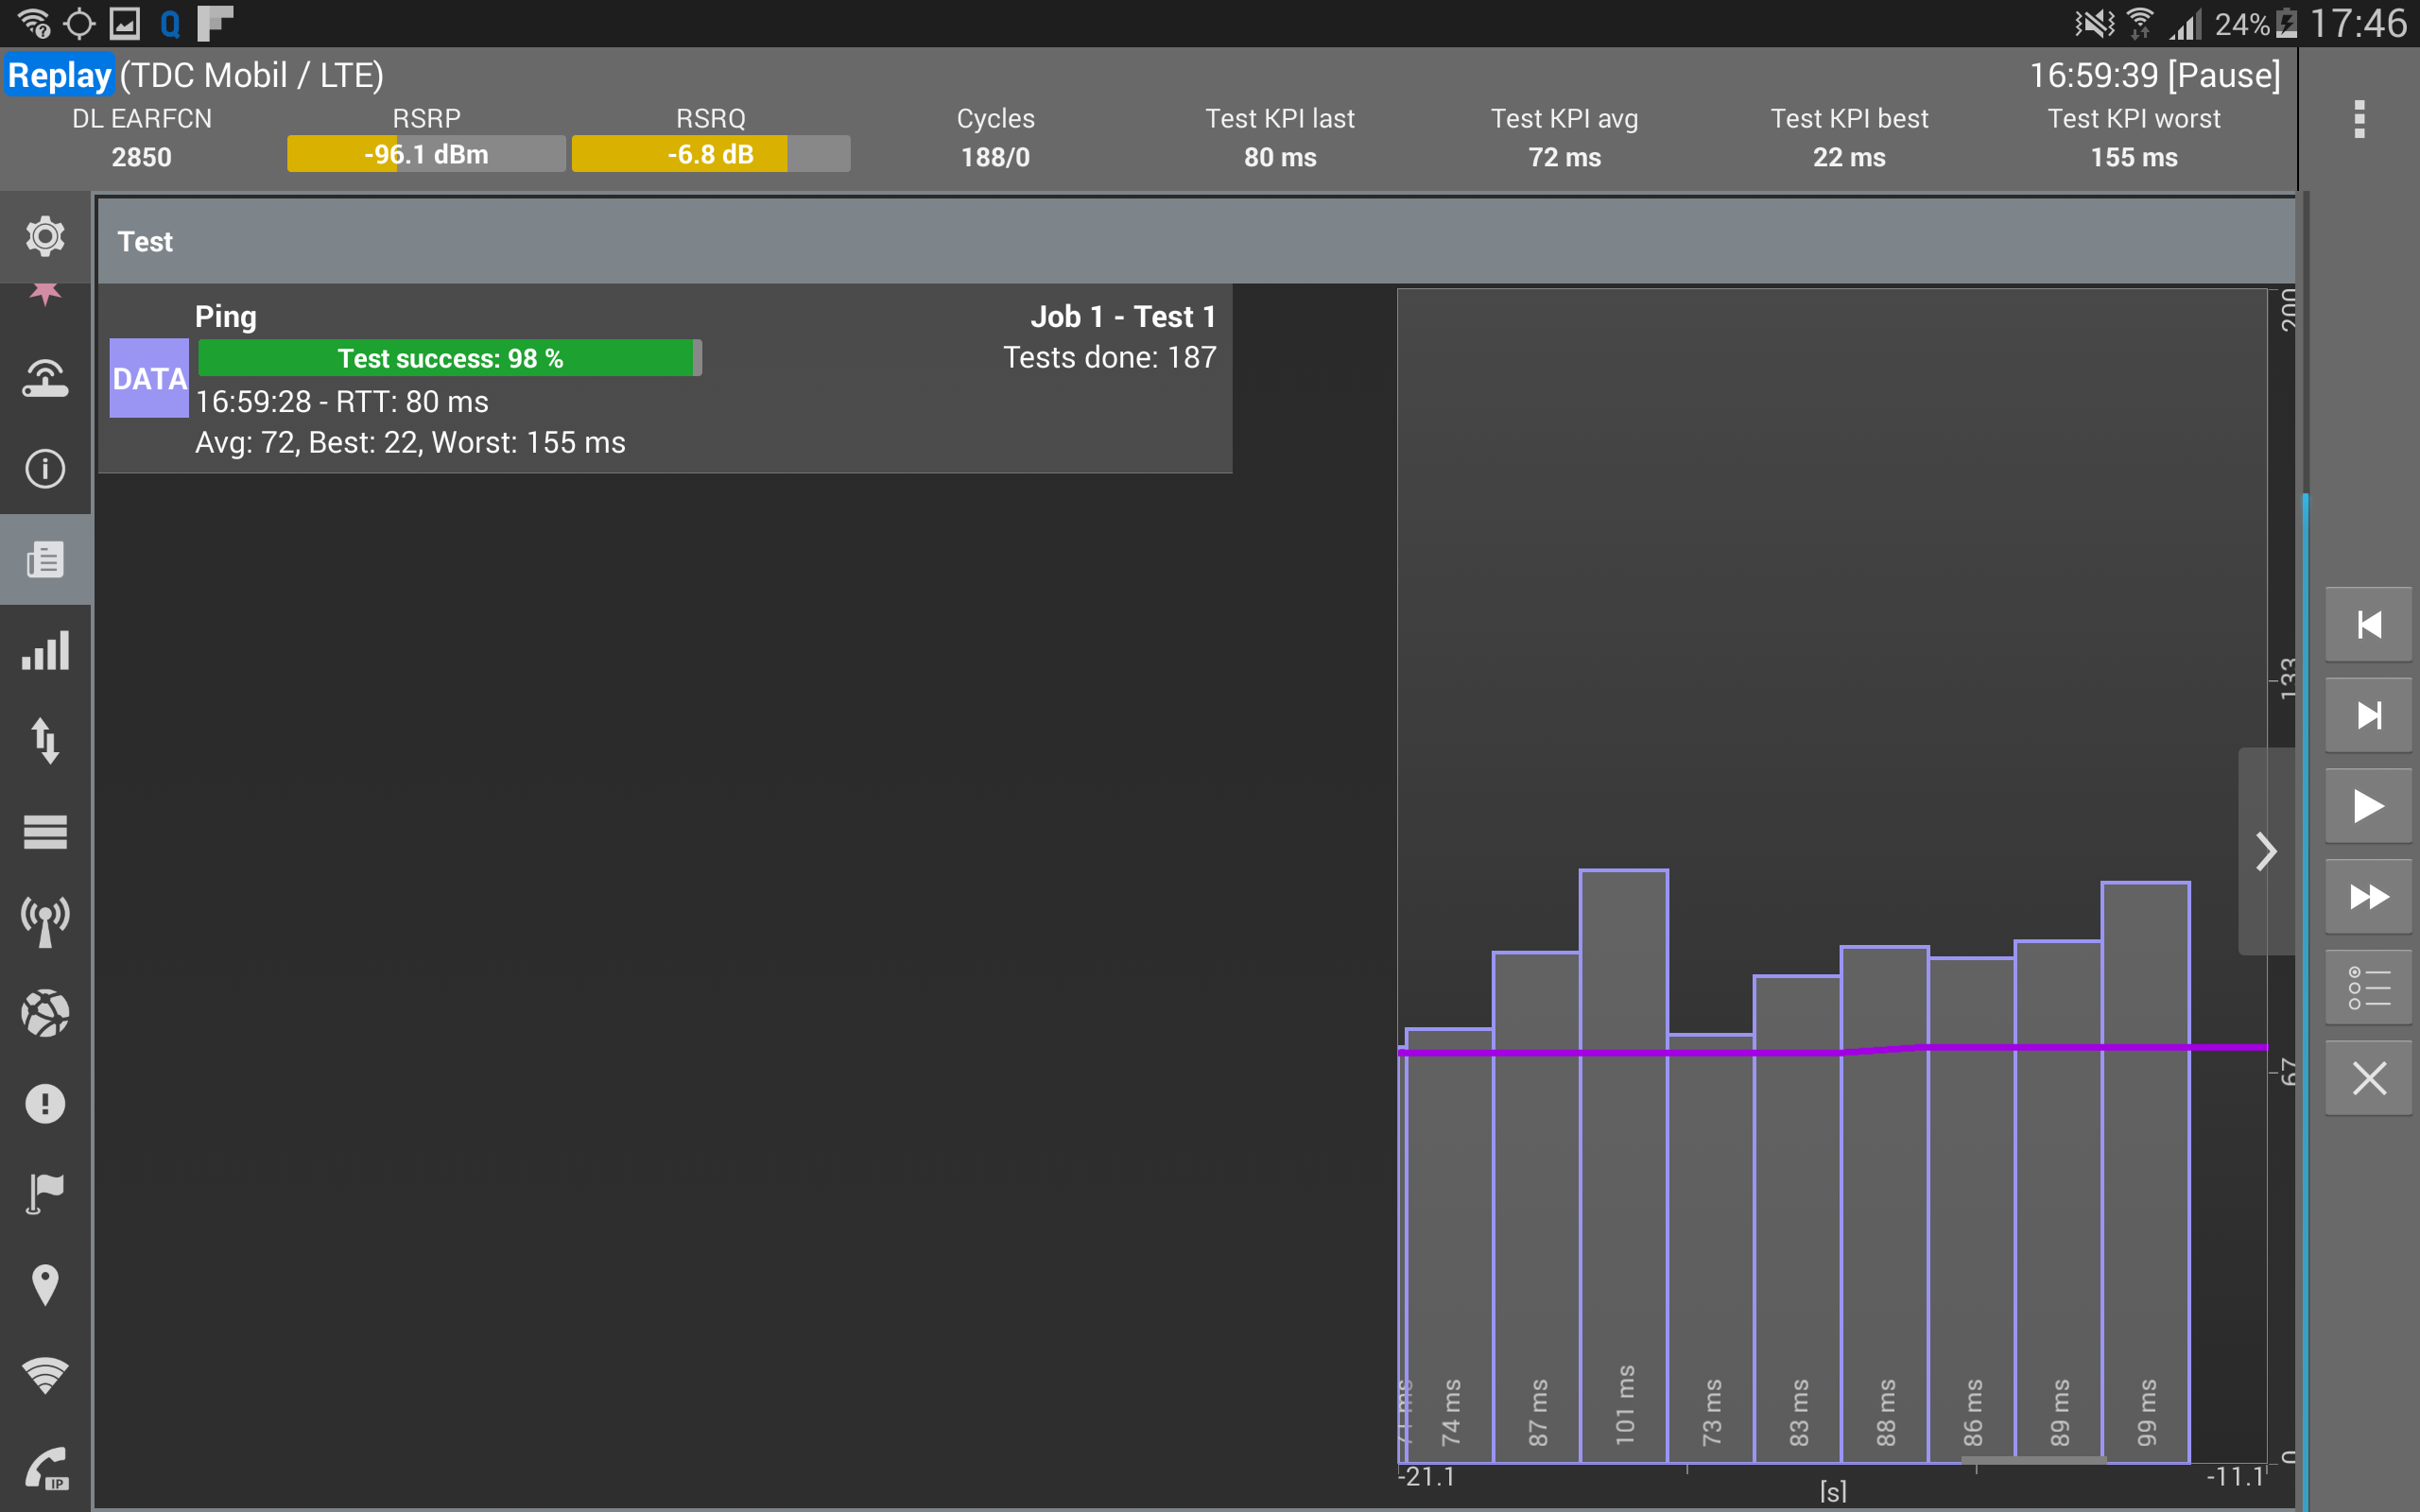 24% 17:46
Replay (TDC Mobil / LTE) 16:59:39 [Pause]
DL EARFCN RSRP RSRQ Cycles Test KPI last Test KPI avg Test KPI best Test KPI worst
2850 -96.1 dBm -6.8 dB 188/0 80 ms 72 ms 22 ms 155 ms
Test
Ping Job 1 - Test 1
Test success: 98 % Tests done: 187
DATA
16:59:28 - RTT: 80 ms
Avg: 72, Best: 22, Worst: 155 ms
200
133
67
0
71 ms 74 ms 87 ms 101 ms 73 ms 83 ms 88 ms 86 ms 89 ms 99 ms
-21.1 -11.1
[s]
IP